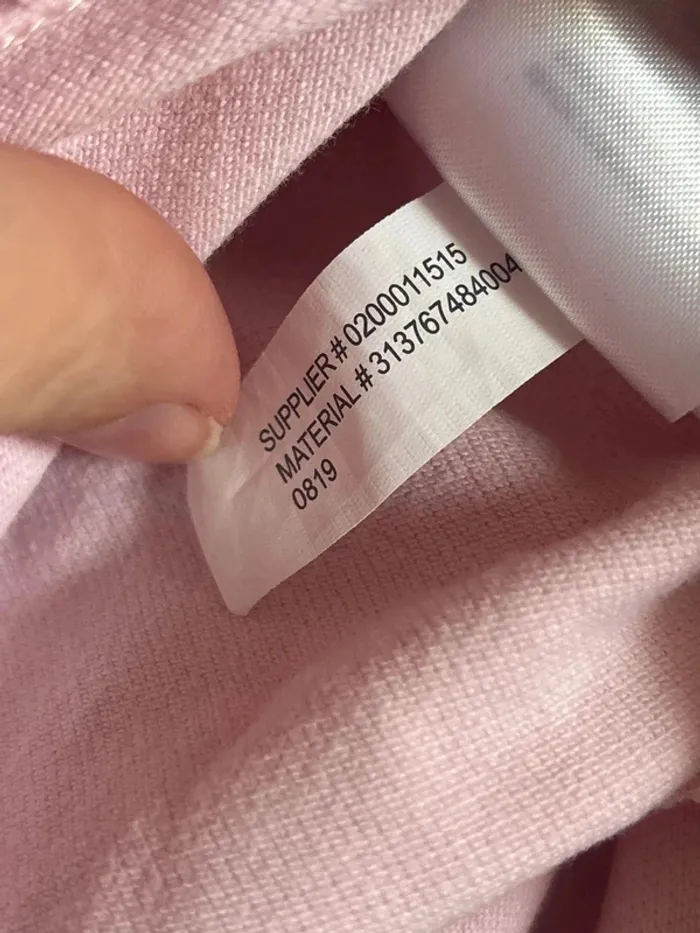 SUPPLIER # 0200011515
MATERIAL # 313767484004
0819